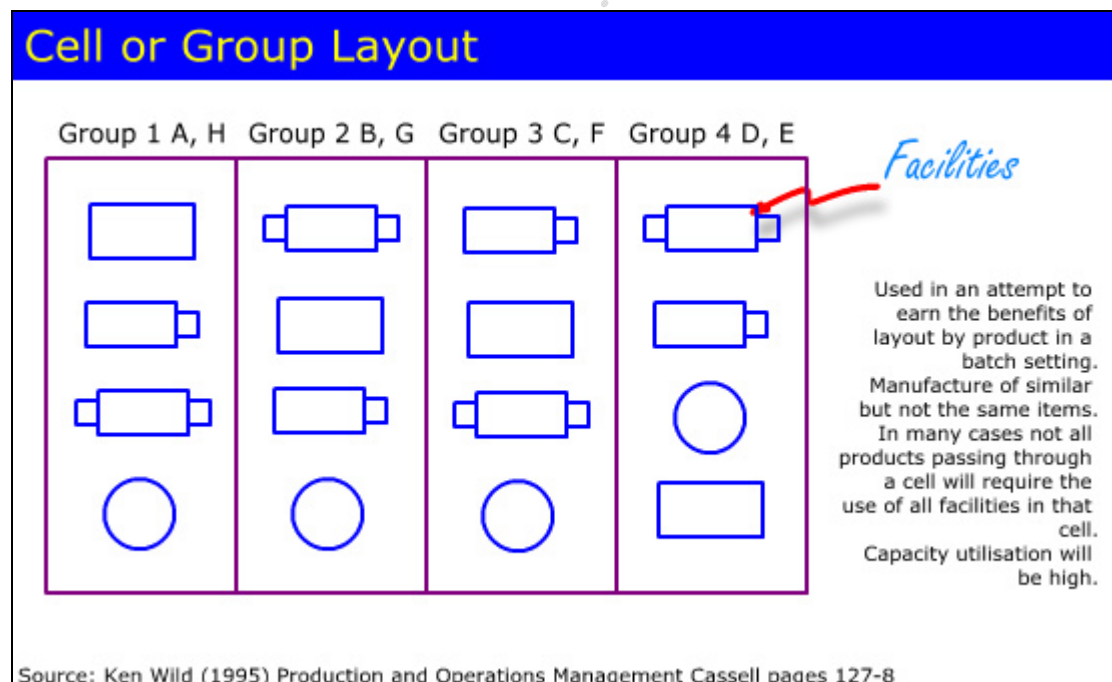 Cell or Group Layout
Group 1 A, H Group 2 B, G Group 3 C, F Group 4 D, E
Facilities
Used in an attempt to
earn the benefits of
layout by product in a
batch setting.
Manufacture of similar
but not the same items.
In many cases not all
products passing through
a cell will require the
use of all facilities in that
cell.
Capacity utilisation will
be high.
Source: Ken Wild (1995) Production and Operations Management Cassell pages 127-8